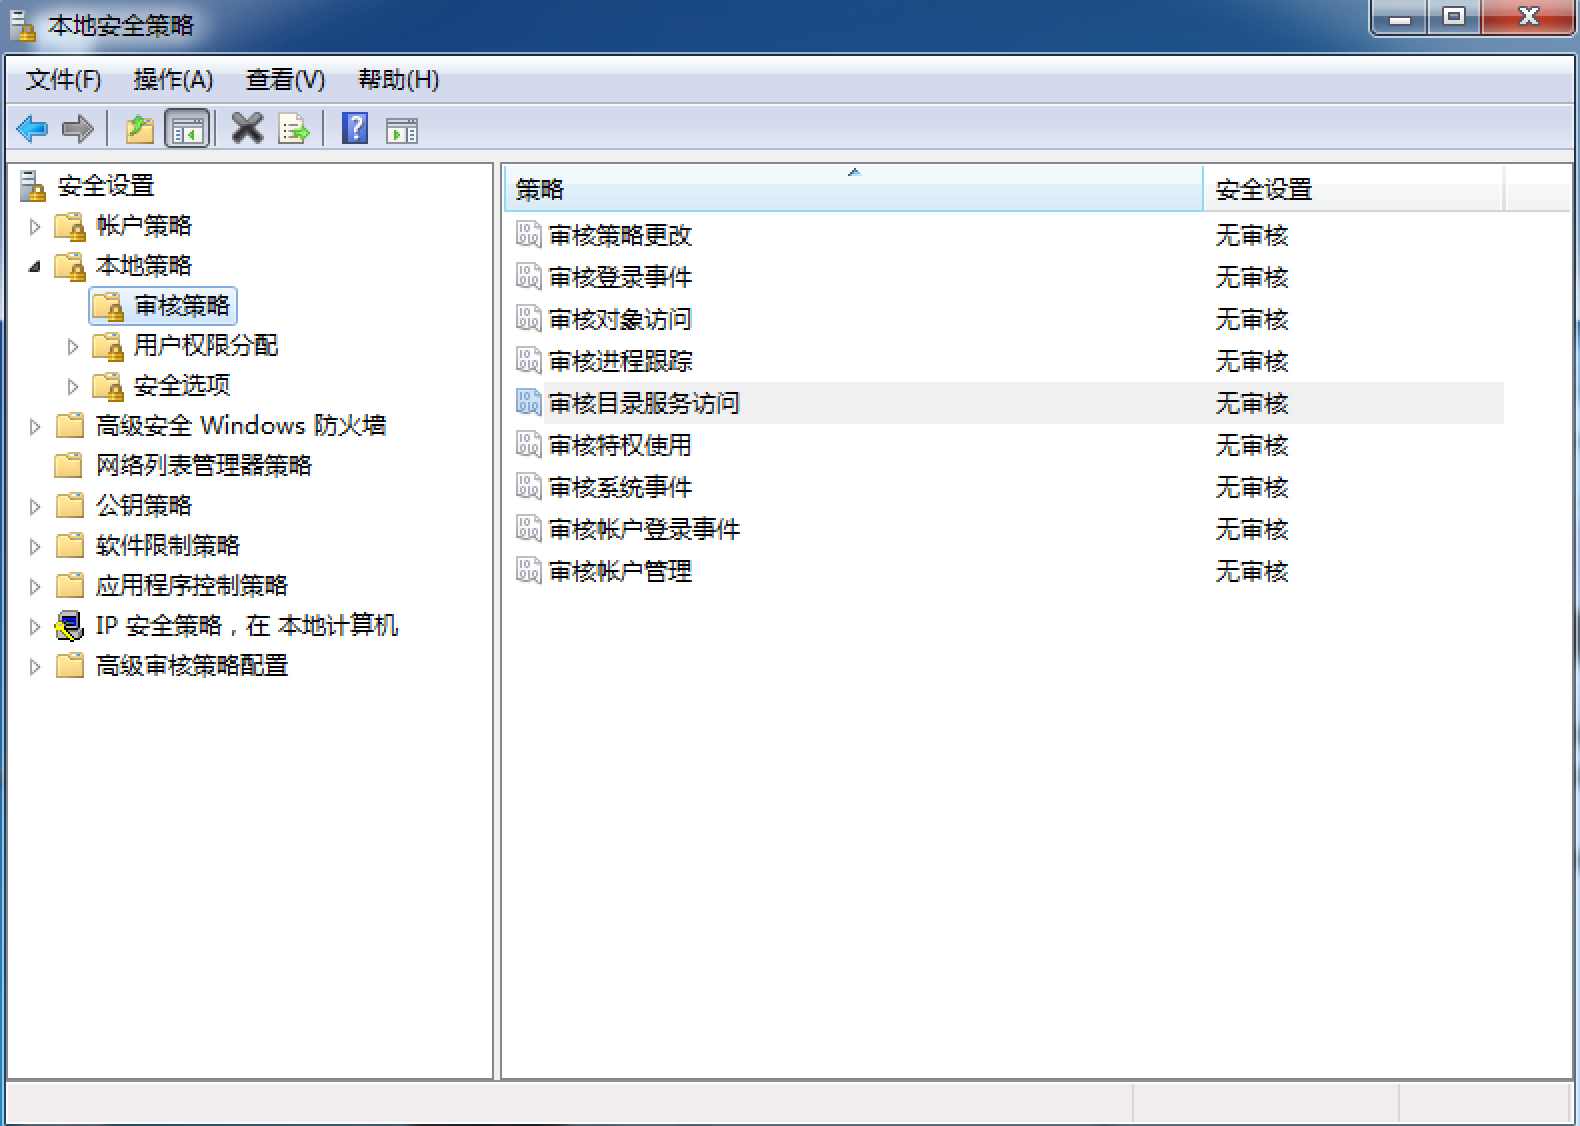 本地安全策略
文件(F) 操作(A) 查看(V) 帮助(H)
安全设置
帐户策略
本地策略
审核策略
用户权限分配
安全选项
高级安全 Windows 防火墙
网络列表管理器策略
公钥策略
软件限制策略
应用程序控制策略
IP 安全策略，在 本地计算机
高级审核策略配置
策略 安全设置
审核策略更改 无审核
审核登录事件 无审核
审核对象访问 无审核
审核进程跟踪 无审核
审核目录服务访问 无审核
审核特权使用 无审核
审核系统事件 无审核
审核帐户登录事件 无审核
审核帐户管理 无审核